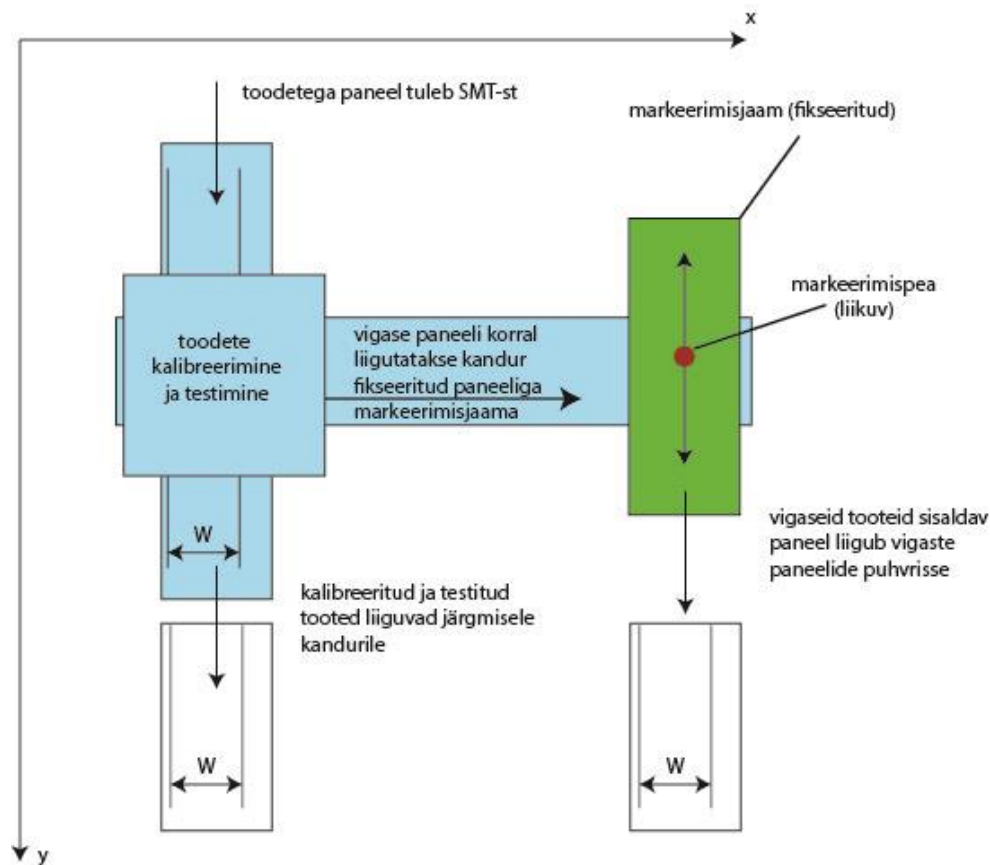 x
toodetega paneel tuleb SMT-st
markeerimisjaam (fikseeritud)
markeerimispea
(liikuv)
toodete
kalibreerimine
ja testimine
vigase paneeli korral
liigutatakse kandur
fikseeritud paneeliga
markeerimisjaama
W
vigaseid tooteid sisaldav
paneel liigub vigaste
paneelide puhvrisse
kalibreeritud ja testitud
tooted liiguvad järgmisele
kandurile
W
W
y